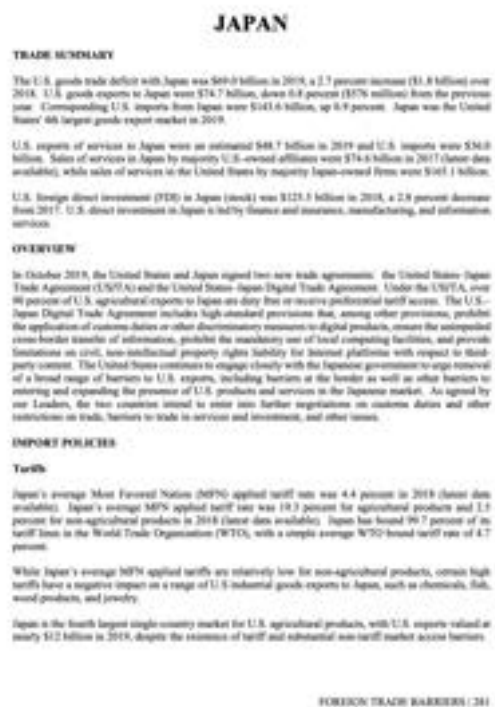 JAPAN
TRADE SUMMARY
The U.S. goods trade deficit with Japan was $69.0 billion in 2019, a 2.7 percent increase ($1.8 billion) over
2018. U.S. goods exports to Japan were $74.7 billion, down 0.8 percent ($576 million) from the previous
year. Corresponding U.S. imports from Japan were $143.6 billion, up 0.9 percent. Japan was the United
States' 4th largest goods export market in 2019.
U.S. exports of services to Japan were an estimated $48.7 billion in 2019 and U.S. imports were
billion. Sales of services in Japan by majority U.S.-owned affiliates were $74.6 billion in 2017 (latest data
available), while sales of services in the United States by majority Japan-owned firms were $165.1 billion.
U.S. foreign direct investment (FDI) in Japan (stock) was $125.5 billion in 2018, a 2.8 percent decrease
from 2017. U.S. direct investment in Japan is led by finance and insurance, manufacturing, and information
services.
OVERVIEW
In October 2019, the United States and Japan signed two new trade agreements: the United States-Japan
Trade Agreement (USJTA) and the United States-Japan Digital Trade Agreement. Under the USJTA, over
90 percent of U.S. agricultural exports to Japan are duty free or receive preferential tariff access. The U.S.-
Japan Digital Trade Agreement includes high-standard provisions that, among other provisions, prohibit
the application of customs duties or other discriminatory measures to digital products, ensure the unimpeded
cross-border transfer of information, prohibit the mandatory use of local computing facilities, and provide
limitations on civil, non-intellectual property rights liability for Internet platforms with respect to third-
party content. The United States continues to engage closely with the Japanese government to urge removal
of a broad range of barriers to U.S. exports, including barriers at the border as well as other barriers to
entering and expanding the presence of U.S. products and services in the Japanese market. As agreed by
our Leaders, the two countries intend to enter into further negotiations on customs duties and other
restrictions on trade, barriers to trade in services and investment, and other issues.
IMPORT POLICIES
Tariffs
Japan's average Most Favored Nation (MFN) applied tariff rate was 4.4 percent in 2018 (latest data
available). Japan's average MFN applied tariff rate was percent for agricultural products and 2.5
percent for non-agricultural products in 2018 (latest data available). Japan has bound 99.7 percent of its
tariff lines in the World Trade Organization (WTO), with a simple average WTO bound tariff rate of 4.7
percent.
While Japan's average MFN applied tariffs are relatively low for non-agricultural products, certain high
tariffs have a negative impact on a range of U.S industrial goods exports to Japan, such as chemicals, fish,
wood products, and jewelry.
Japan is the fourth largest single-country market for U.S. agricultural products, with U.S. exports valued at
nearly $12 billion in 2019, despite the existence of tariff and substantial non-tariff market access barriers.
FOREIGN TRADE BARRIERS | 281